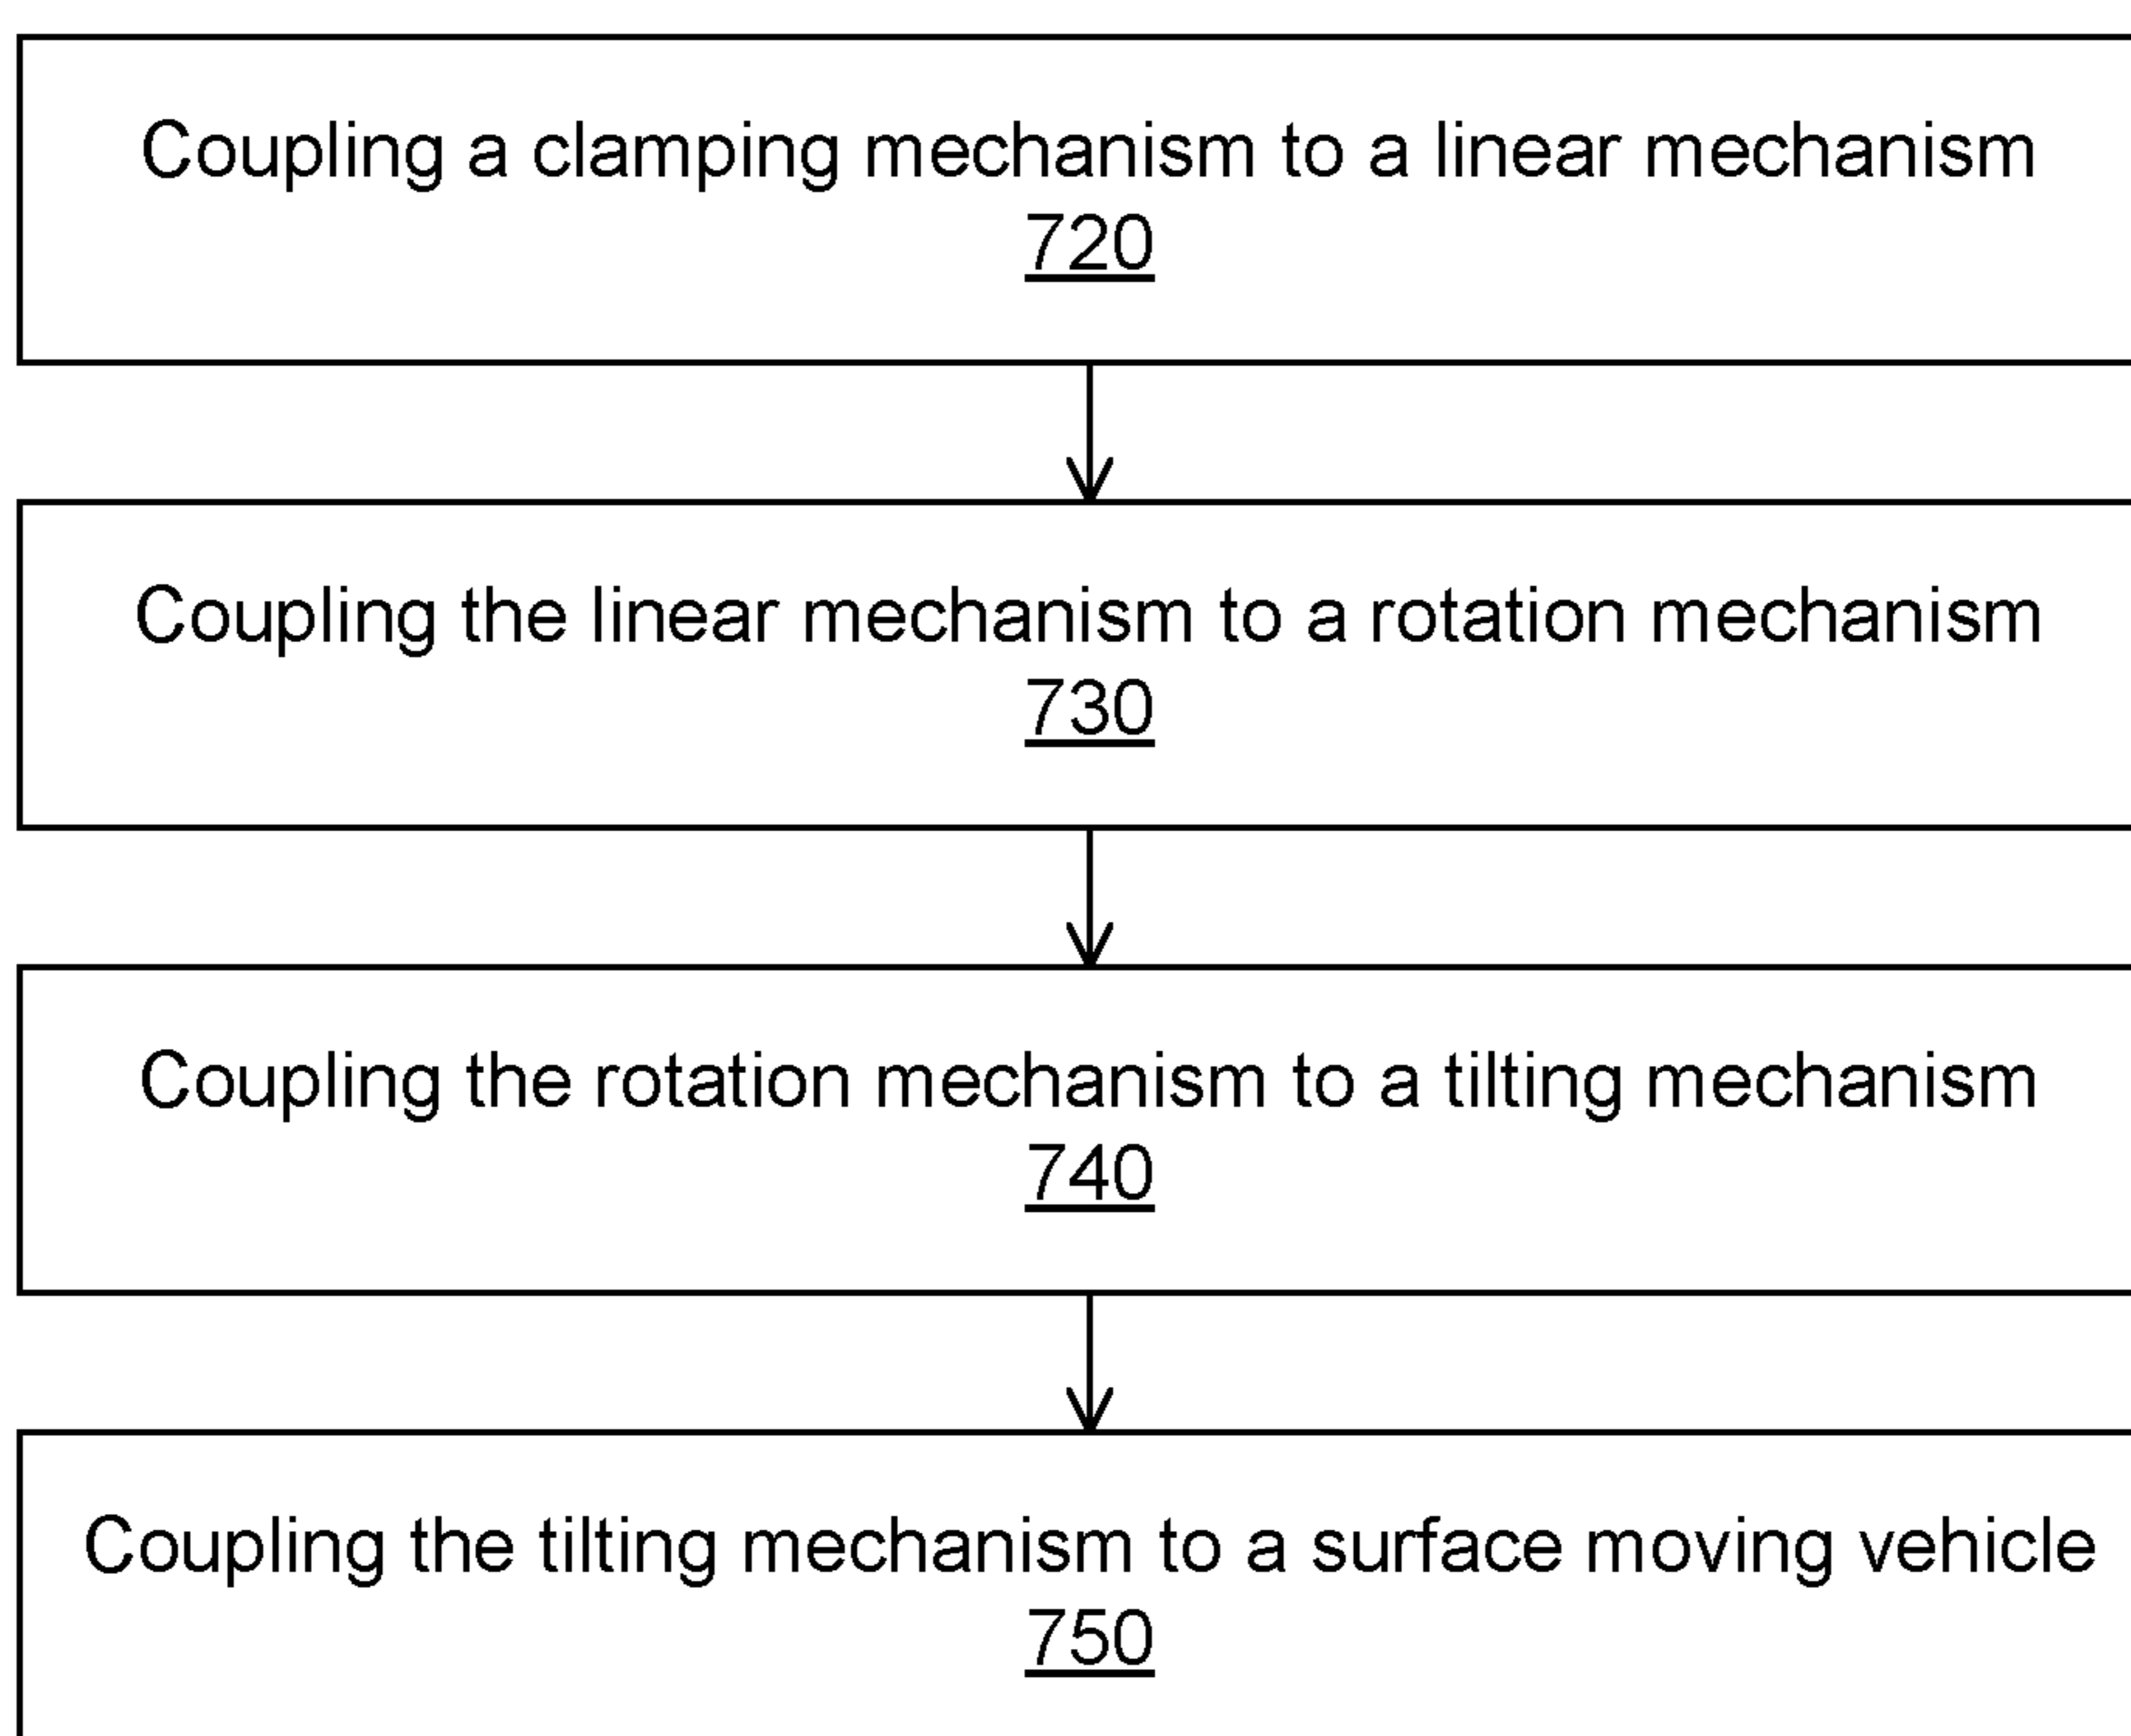 Coupling a clamping mechanism to a linear mechanism
720
Coupling the linear mechanism to a rotation mechanism
730
Coupling the rotation mechanism to a tilting mechanism
740
Coupling the tilting mechanism to a surface moving vehicle
750